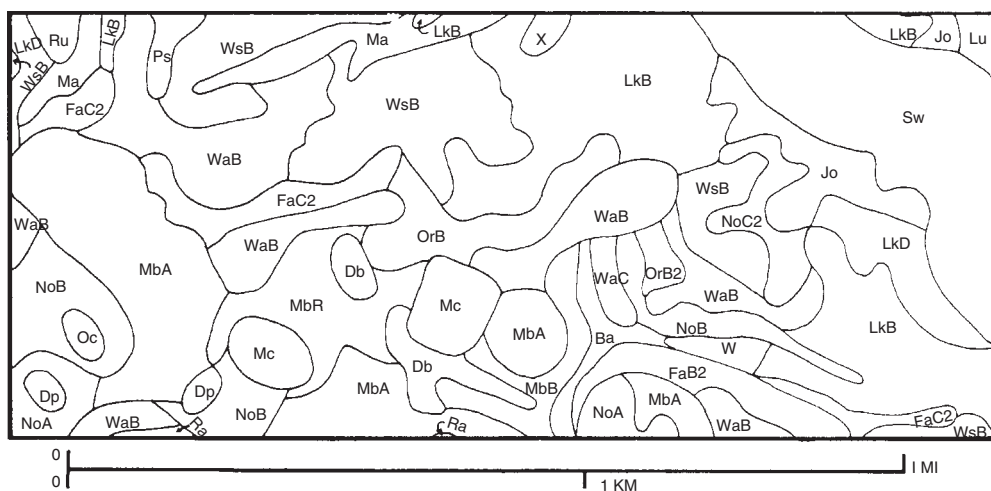 LkD Ru LkB Ps WsB Ma LkB X LkB LkB Jo Lu
WsB Ma
FaC2 WsB Sw
WaB Jo
FaC2 WsB
WaB WaB OrB WaB NoC2
MbA Db WaC OrB2 LkD
NoB MbR Mc WaB
Oc Mc MbA Ba NoB LkB
Dp Dp MbA Db MbB FaB2 W
NoA WaB Ra NoB Ra NoA MbA WaB FaC2 WsB
0 I MI
0 1 KM